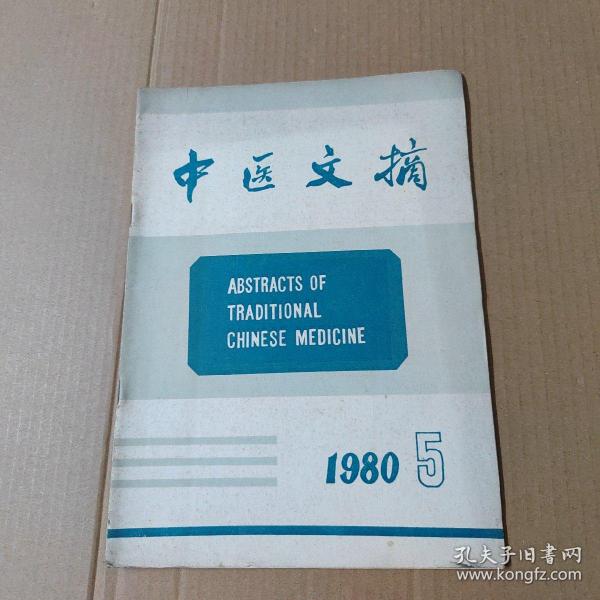 中医文摘
ABSTRACTS OF
TRADITIONAL
CHINESE MEDICINE
1980 5
孔夫子旧書网
www.kongfz.com